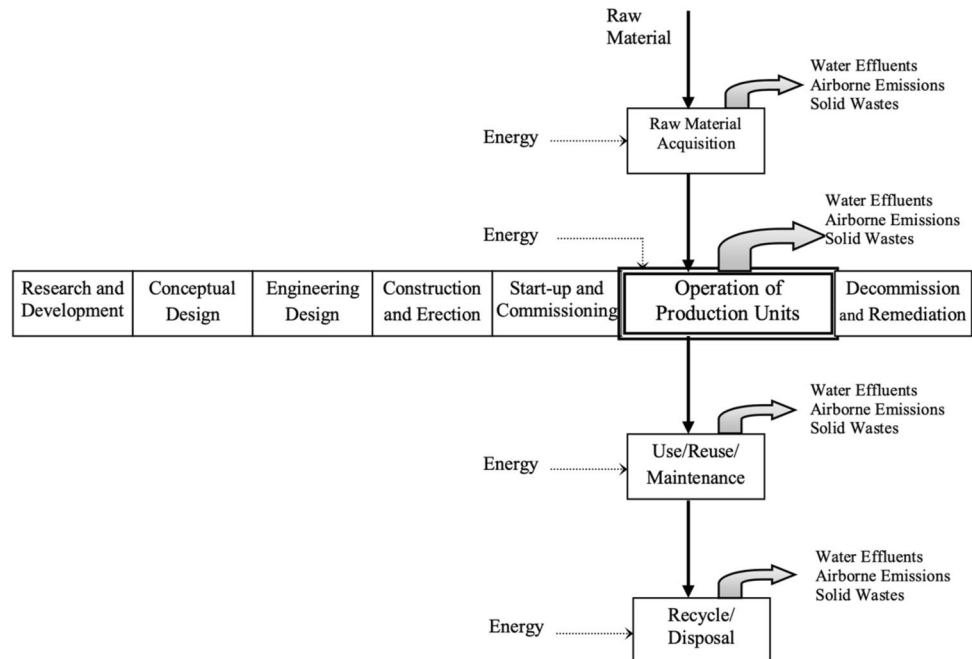 Raw
Material
Water Effluents
Airborne Emissions
Solid Wastes
Energy
Raw Material
Acquisition
Water Effluents
Airborne Emissions
Solid Wastes
Energy
Research and
Development
Conceptual
Design
Engineering
Design
Construction
and Erection
Start-up and
Commissioning
Operation of
Production Units
Decommission
and Remediation
Water Effluents
Airborne Emissions
Solid Wastes
Energy
Use/Reuse/
Maintenance
Water Effluents
Airborne Emissions
Solid Wastes
Energy
Recycle/
Disposal